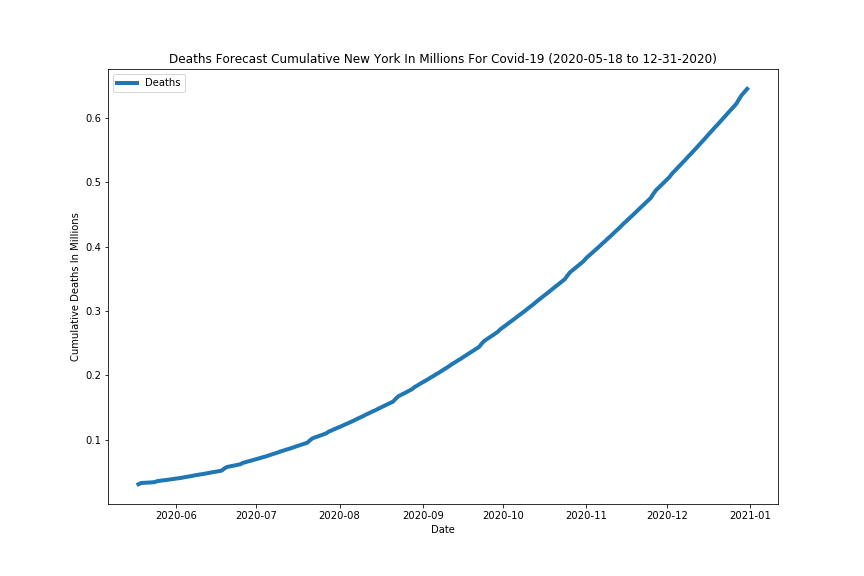 Deaths Forecast Cumulative New York In Millions For Covid-19 (2020-05-18 to 12-31-2020)
Deaths
0.6
0.5
0.4
0.3
0.2
0.1
Cumulative Deaths In Millions
2020-06 2020-07 2020-08 2020-09 2020-10 2020-11 2020-12 2021-01
Date